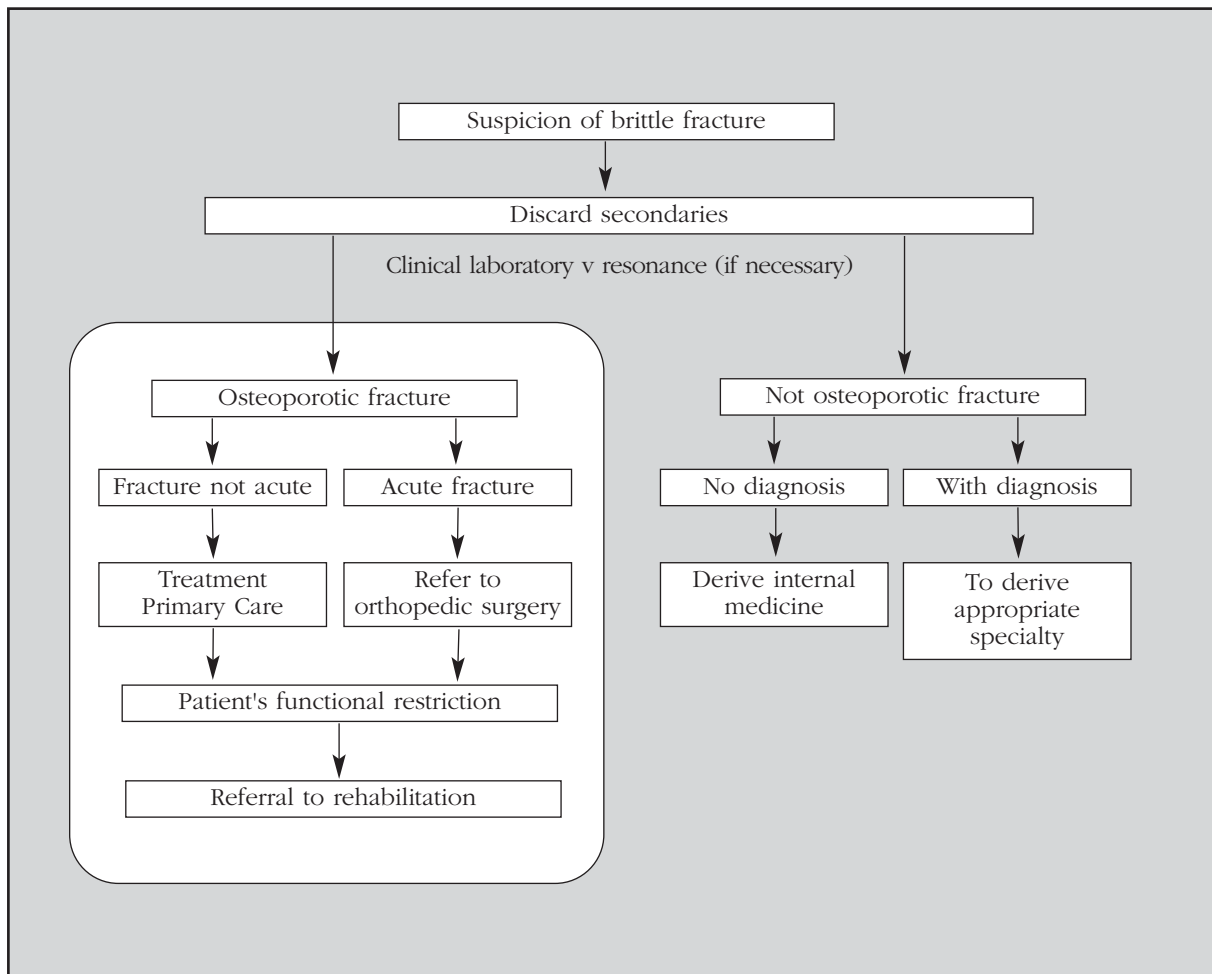 Suspicion of brittle fracture
Discard secondaries
Clinical laboratory v resonance (if necessary)
Osteoporotic fracture
Not osteoporotic fracture
Fracture not acute
Acute fracture
No diagnosis
With diagnosis
Treatment
Primary Care
Refer to
orthopedic surgery
Derive internal
medicine
To derive
appropriate
specialty
Patient's functional restriction
Referral to rehabilitation